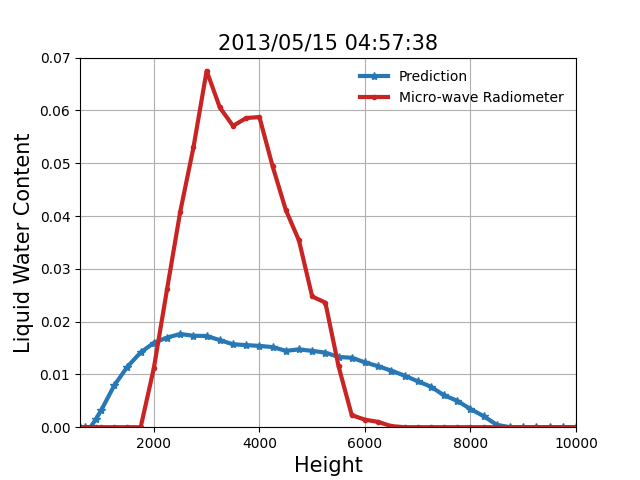 2013/05/15 04:57:38
0.07
0.06
0.05
0.04
0.03
0.02
0.01
0.00
Liquid Water Content
Prediction
Micro-wave Radiometer
2000 4000 6000 8000 10000
Height